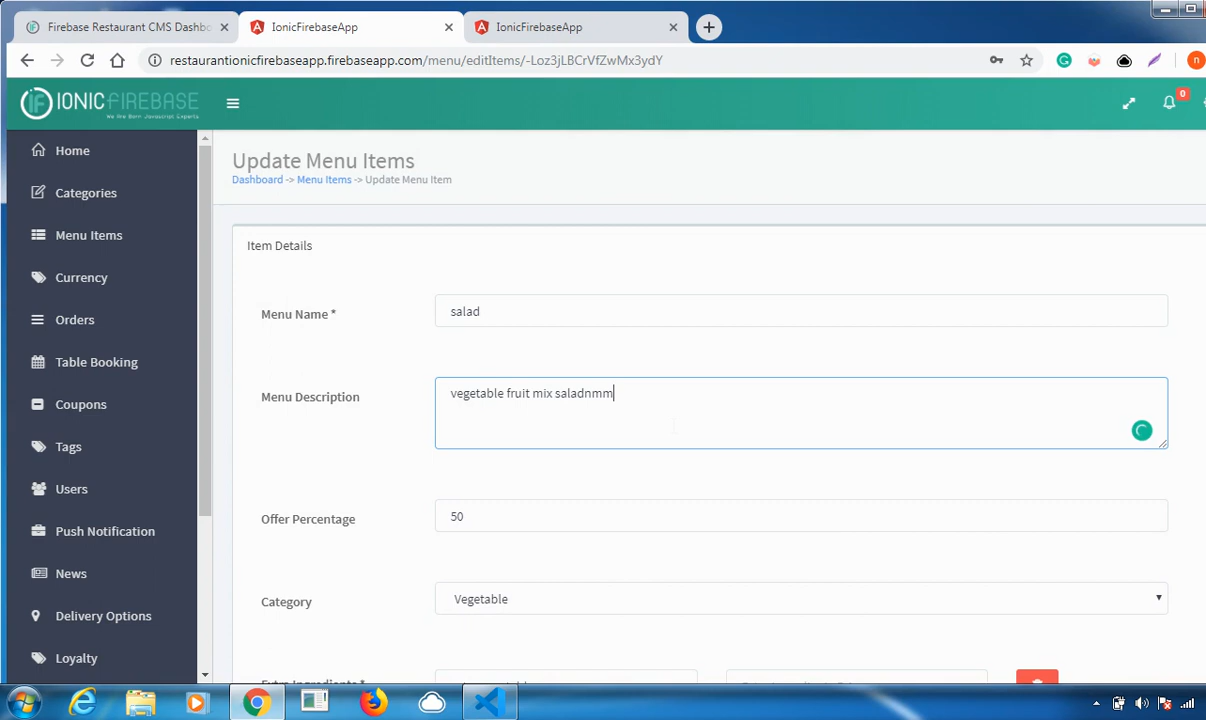 Firebase Restaurant CMS Dashbo
IonicFirebaseApp
IonicFirebaseApp
restaurantionicfirebaseapp.firebaseapp.com/menu/editItems/-Loz3jLBCrVfZwMx3ydY
n
IONICFIREBASE
We Are Born Javascript Experts
0
Home
Categories
Menu Items
Currency
Orders
Table Booking
Coupons
Tags
Users
Push Notification
News
Delivery Options
Loyalty
Update Menu Items
Dashboard -> Menu Items -> Update Menu Item
Item Details
Menu Name *
salad
Menu Description
vegetable fruit mix saladnmm
Offer Percentage
50
Category
Vegetable
Extra Ingredients *